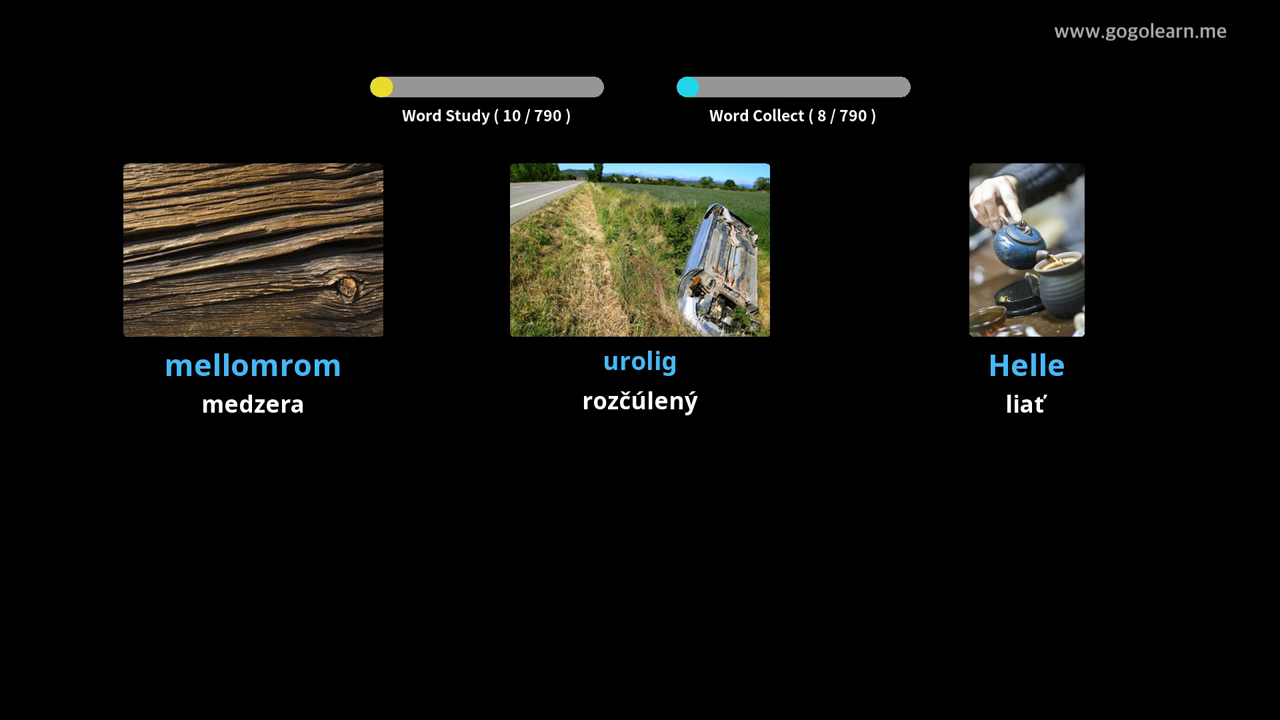 www.gogolearn.me
Word Study ( 10 / 790 )
Word Collect ( 8 / 790 )
mellomrom
medzera
urolig
rozčúlený
Helle
liať